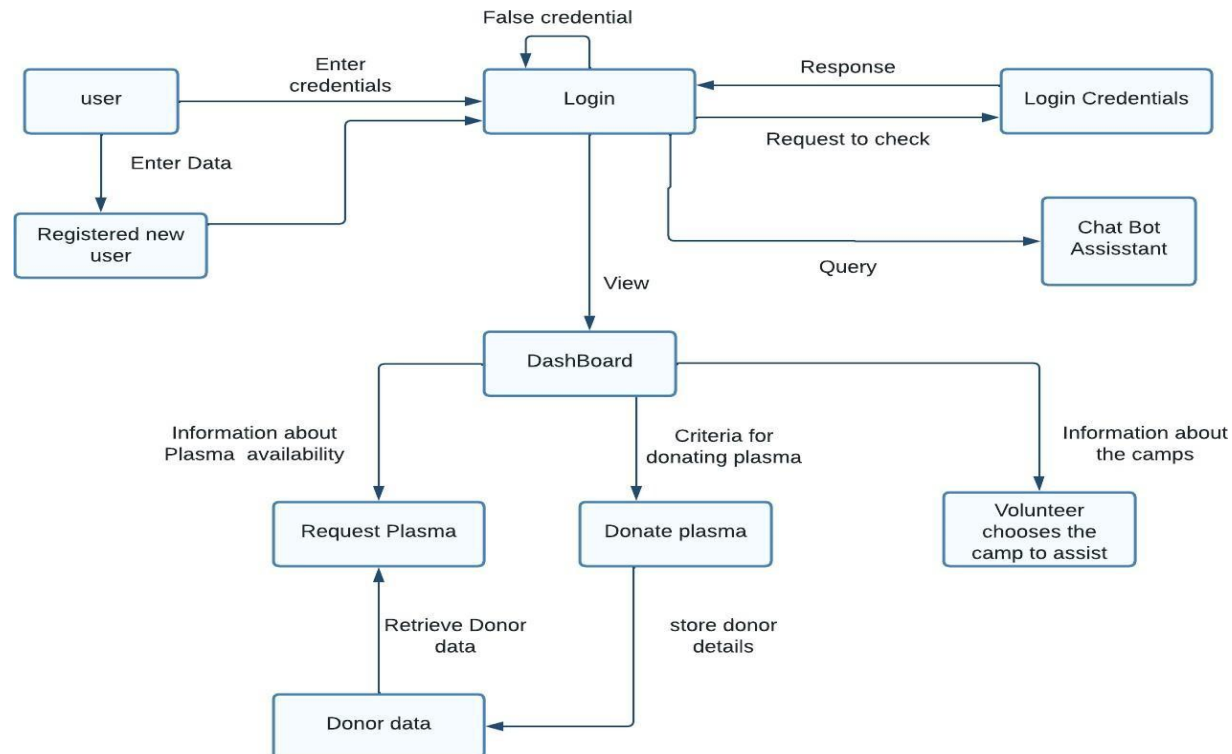 False credential
Enter
credentials
Response
user
Login
Login Credentials
Request to check
Enter Data
Registered new
user
Chat Bot
Assisstant
Query
View
DashBoard
Information about
Plasma availability
Criteria for
donating plasma
Information about
the camps
Request Plasma
Donate plasma
Volunteer
chooses the
camp to assist
Retrieve Donor
data
store donor
details
Donor data